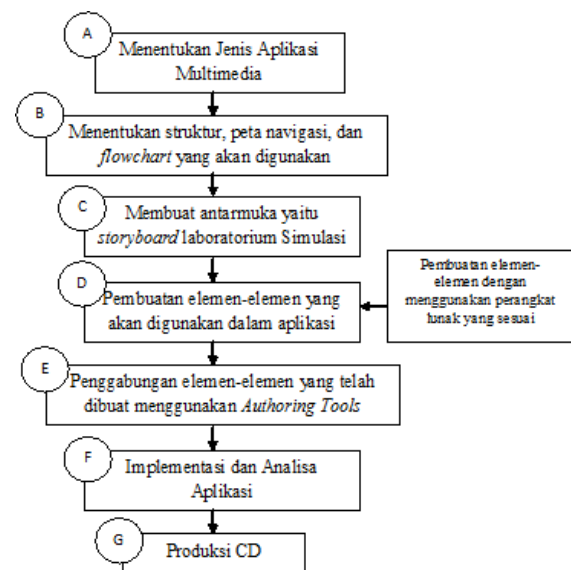 A
Menentukan Jenis Aplikasi
Multimedia
B
Menentukan struktur, peta navigasi, dan
flowchart yang akan digunakan
C
Membuat antarmuka yaitu
storyboard laboratorium Simulasi
D
Pembuatan elemen-elemen yang
akan digunakan dalam aplikasi
Pembuatan elemen-
elemen dengan
menggunakan perangkat
lunak yang sesuai
E
Penggabungan elemen-elemen yang telah
dibuat menggunakan Authoring Tools
F
Implementasi dan Analisa
Aplikasi
G
Produksi CD